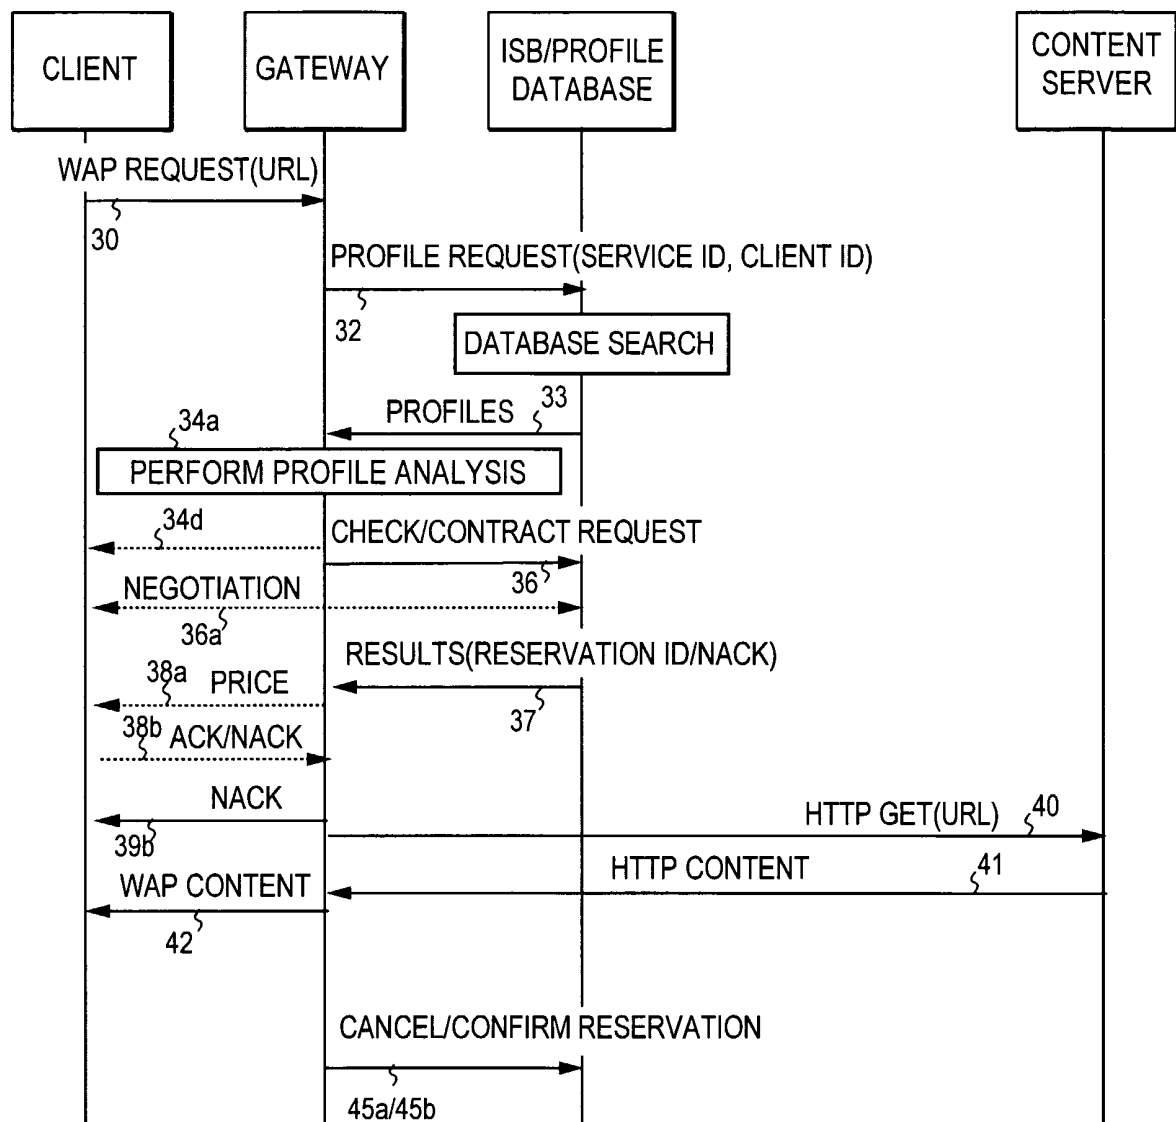 CLIENT
GATEWAY
ISB/PROFILE
DATABASE
CONTENT
SERVER
WAP REQUEST(URL)
30
PROFILE REQUEST(SERVICE ID, CLIENT ID)
32
DATABASE SEARCH
33
PROFILES
34a
PERFORM PROFILE ANALYSIS
34d
CHECK/CONTRACT REQUEST
36
NEGOTIATION
36a
RESULTS(RESERVATION ID/NACK)
37
38a
PRICE
38b
ACK/NACK
NACK
39b
HTTP GET(URL)
40
HTTP CONTENT
41
WAP CONTENT
42
CANCEL/CONFIRM RESERVATION
45a/45b